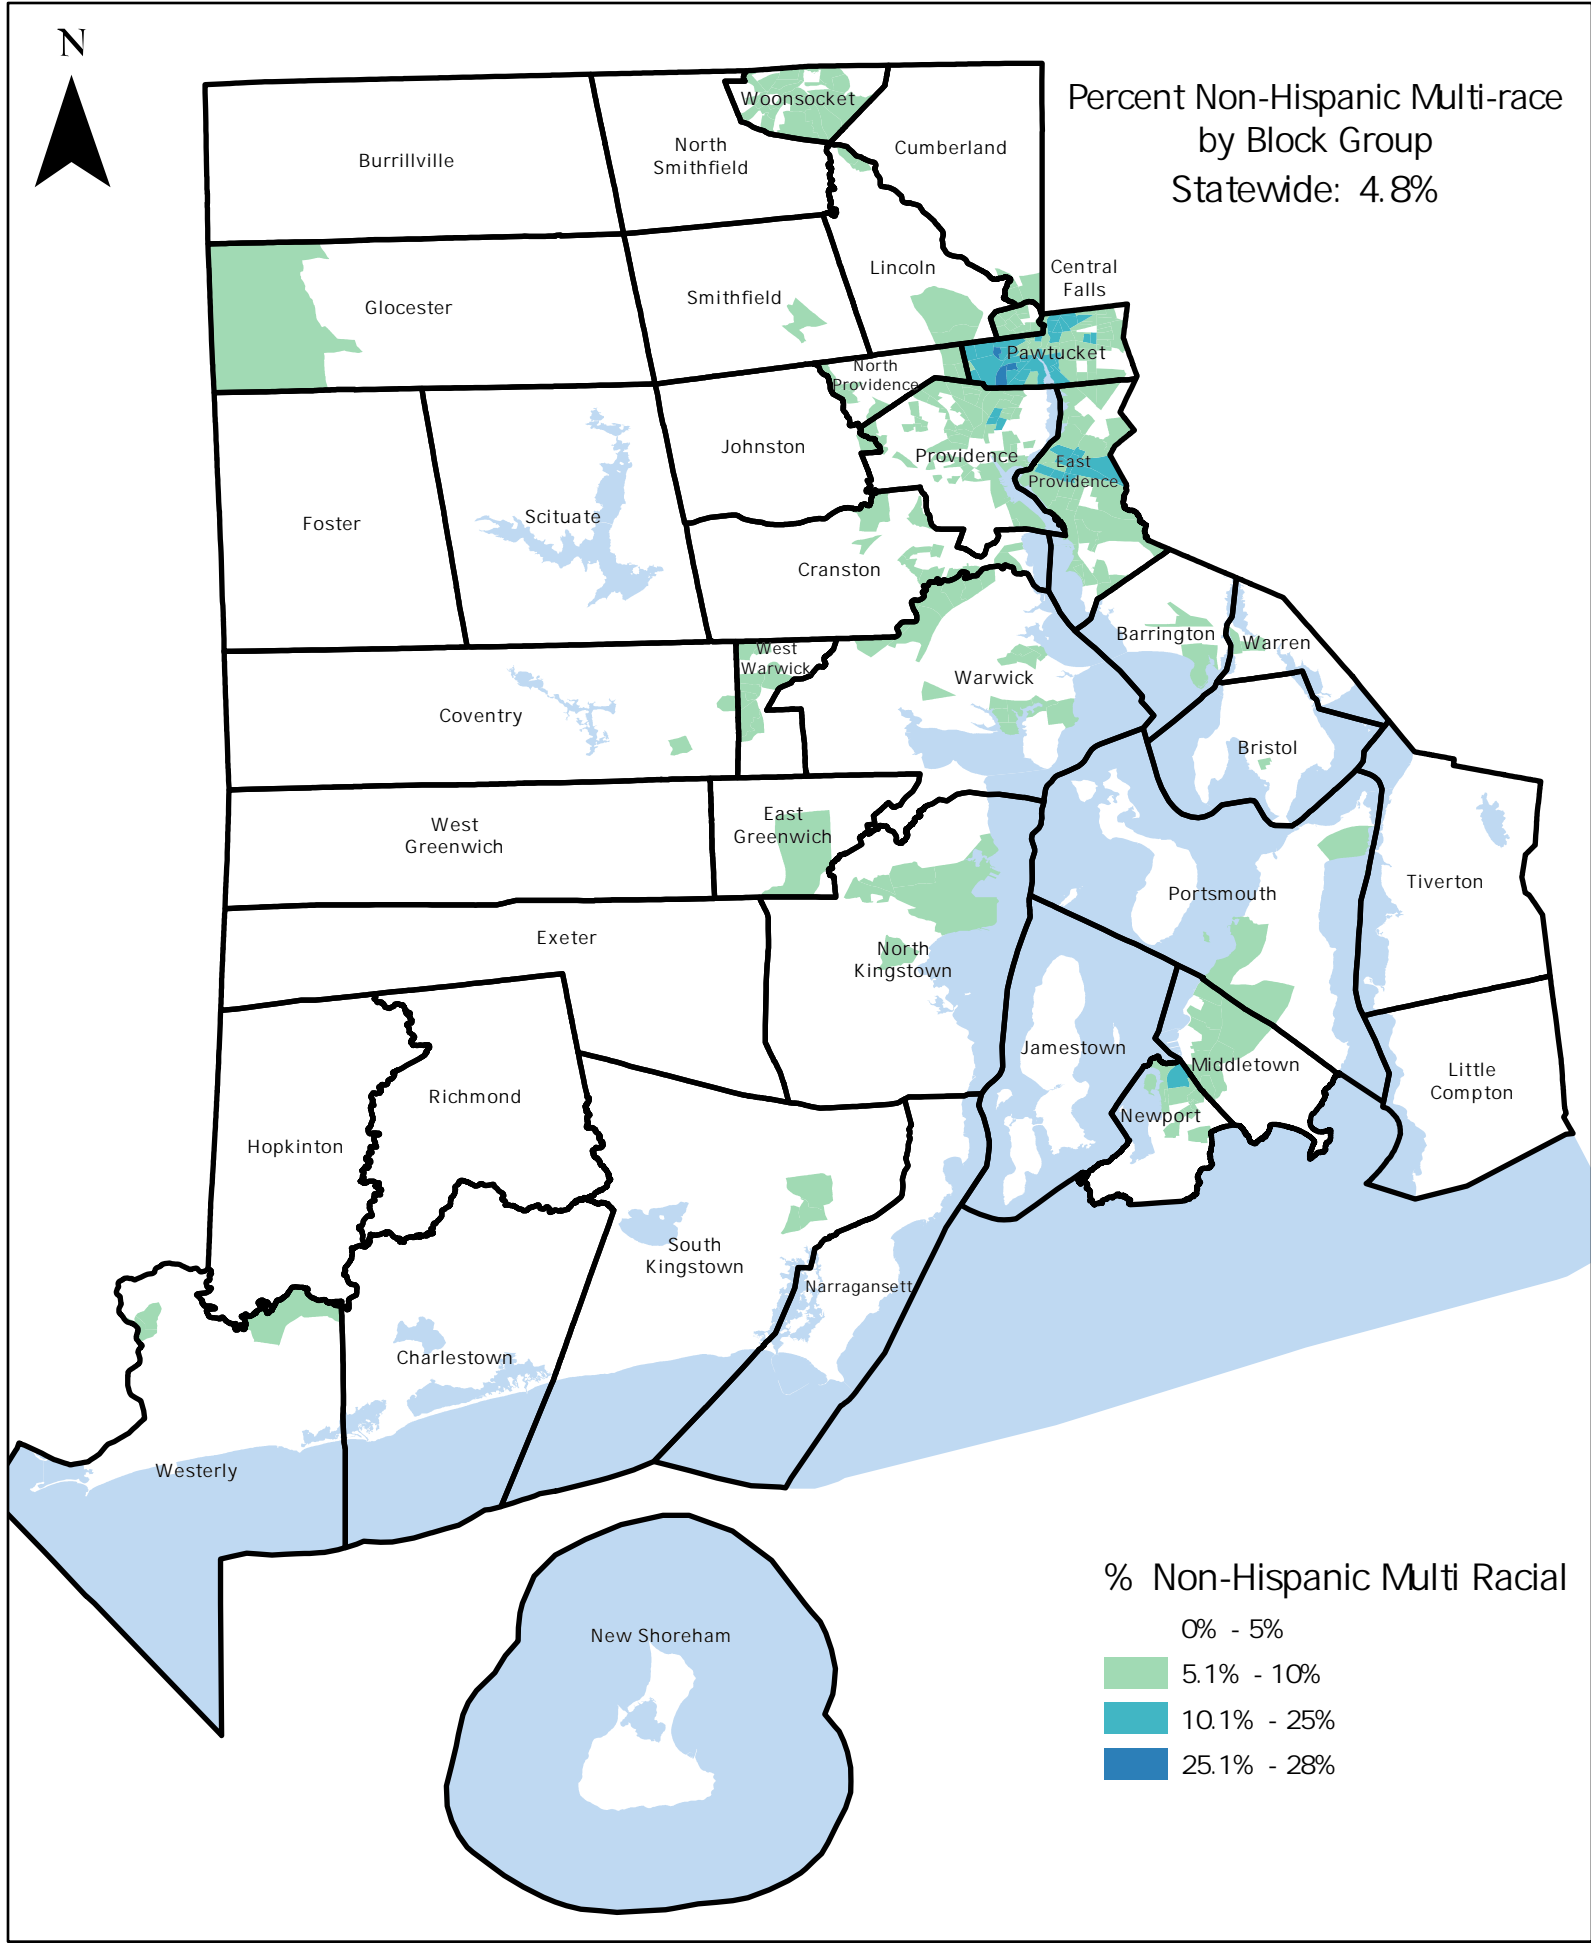 N
Percent Non-Hispanic Multi-race
by Block Group
Statewide: 4.8%
Woonsocket
Burrillville
North
Smithfield
Cumberland
Glocester
Smithfield
Lincoln
Central
Falls
Pawtucket
North
Providence
Johnston
Providence
East
Providence
Foster
Scituate
Cranston
Barrington
Warren
West
Warwick
Warwick
Coventry
Bristol
West
Greenwich
East
Greenwich
Tiverton
Portsmouth
Exeter
North
Kingstown
Jamestown
Middletown
Little
Compton
Richmond
Newport
Hopkinton
South
Kingstown
Narragansett
Charlestown
Westerly
New Shoreham
% Non-Hispanic Multi Racial
0% - 5%
5.1% - 10%
10.1% - 25%
25.1% - 28%